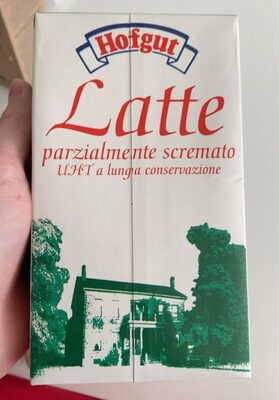 Hofgut
Latte
parzialmente scremato
UHT a lunga conservazione